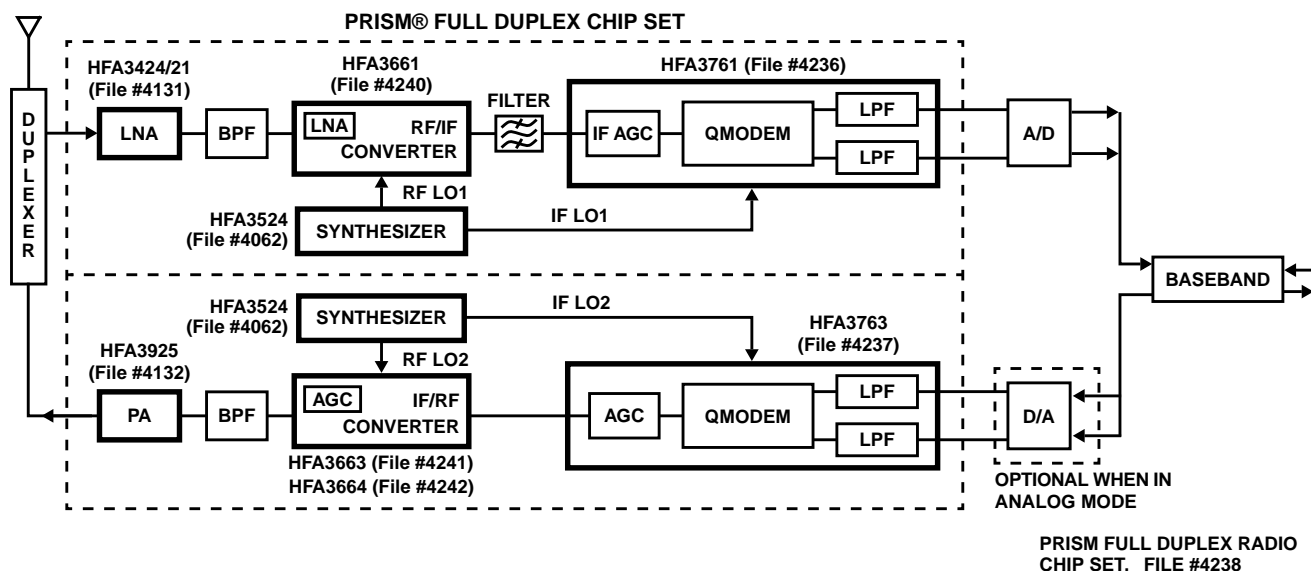 PRISM® FULL DUPLEX CHIP SET
HFA3424/21
(File #4131)
HFA3661
(File #4240)
HFA3761 (File #4236)
DUPLEXER
LNA
BPF
LNA
RF/IF
CONVERTER
FILTER
IF AGC
QMODEM
LPF
LPF
A/D
RF LO1
HFA3524
(File #4062)
SYNTHESIZER
IF LO1
BASEBAND
HFA3524
(File #4062)
SYNTHESIZER
IF LO2
RF LO2
HFA3763
(File #4237)
HFA3925
(File #4132)
PA
BPF
AGC
IF/RF
CONVERTER
HFA3663 (File #4241)
HFA3664 (File #4242)
AGC
QMODEM
LPF
LPF
D/A
OPTIONAL WHEN IN
ANALOG MODE
PRISM FULL DUPLEX RADIO
CHIP SET, FILE #4238